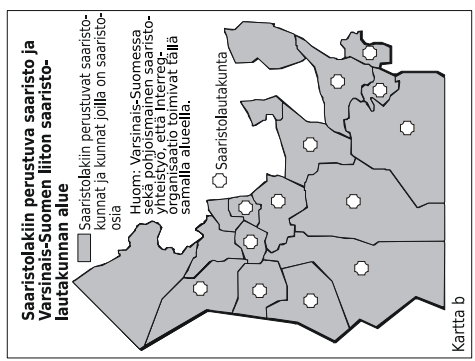 Saaristolakiin perustuva saaristo ja
Varsinais-Suomen liiton saaristo-
lautakunnan alue
Saaristolakiin perustuvat saaristo-
kunnat ja kunnat joilla on saaristo-
osia
Huom: Varsinais-Suomessa
sekä pohjoismainen saaristo-
yhteistyö, että Interreg-
organisaatio toimivat tällä
samalla alueella.
Saaristolautakunta
Kartta b